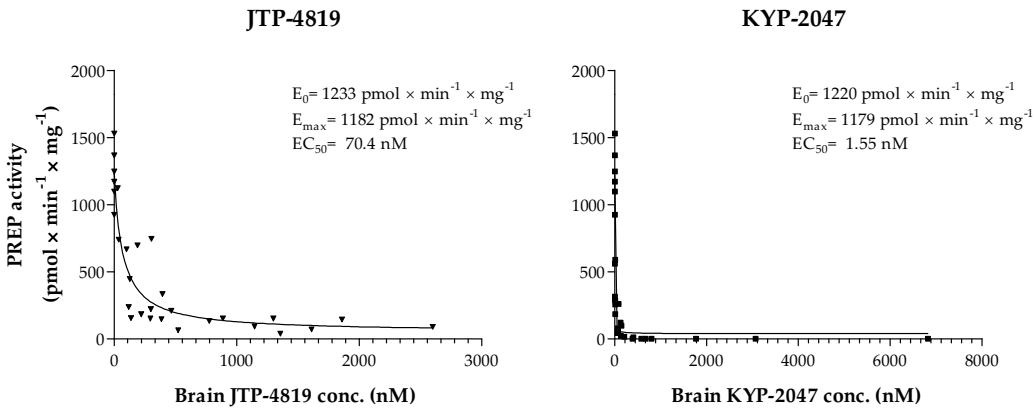 JTP-4819
KYP-2047
PREP activity
(pmol × min⁻¹ × mg⁻¹)
2000
1500
1000
500
0
E₀= 1233 pmol × min⁻¹ × mg⁻¹
Eₘₐₓ= 1182 pmol × min⁻¹ × mg⁻¹
EC₅₀= 70.4 nM
0 1000 2000 3000
Brain JTP-4819 conc. (nM)
2000
1500
1000
500
0
E₀= 1220 pmol × min⁻¹ × mg⁻¹
Eₘₐₓ= 1179 pmol × min⁻¹ × mg⁻¹
EC₅₀= 1.55 nM
0 2000 4000 6000 8000
Brain KYP-2047 conc. (nM)